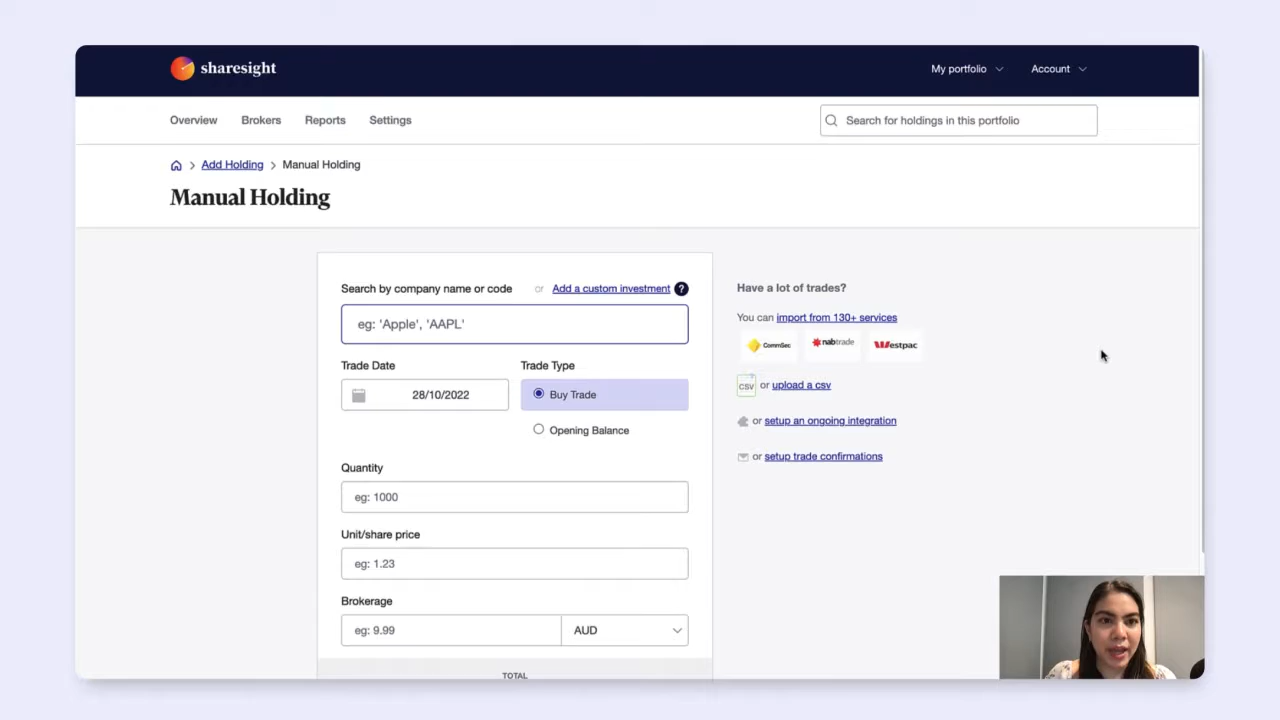 sharesight
My portfolio
Account
Overview
Brokers
Reports
Settings
Search for holdings in this portfolio
Add Holding
Manual Holding
Manual Holding
Search by company name or code or Add a custom investment ?
eg: 'Apple', 'AAPL'
Trade Date
Trade Type
28/10/2022
Buy Trade
Opening Balance
Quantity
eg: 1000
Unit/share price
eg: 1.23
Brokerage
eg: 9.99
AUD
TOTAL
Have a lot of trades?
You can import from 130+ services
CommSec
nabtrade
Westpac
CSV or upload a csv
or setup an ongoing integration
or setup trade confirmations